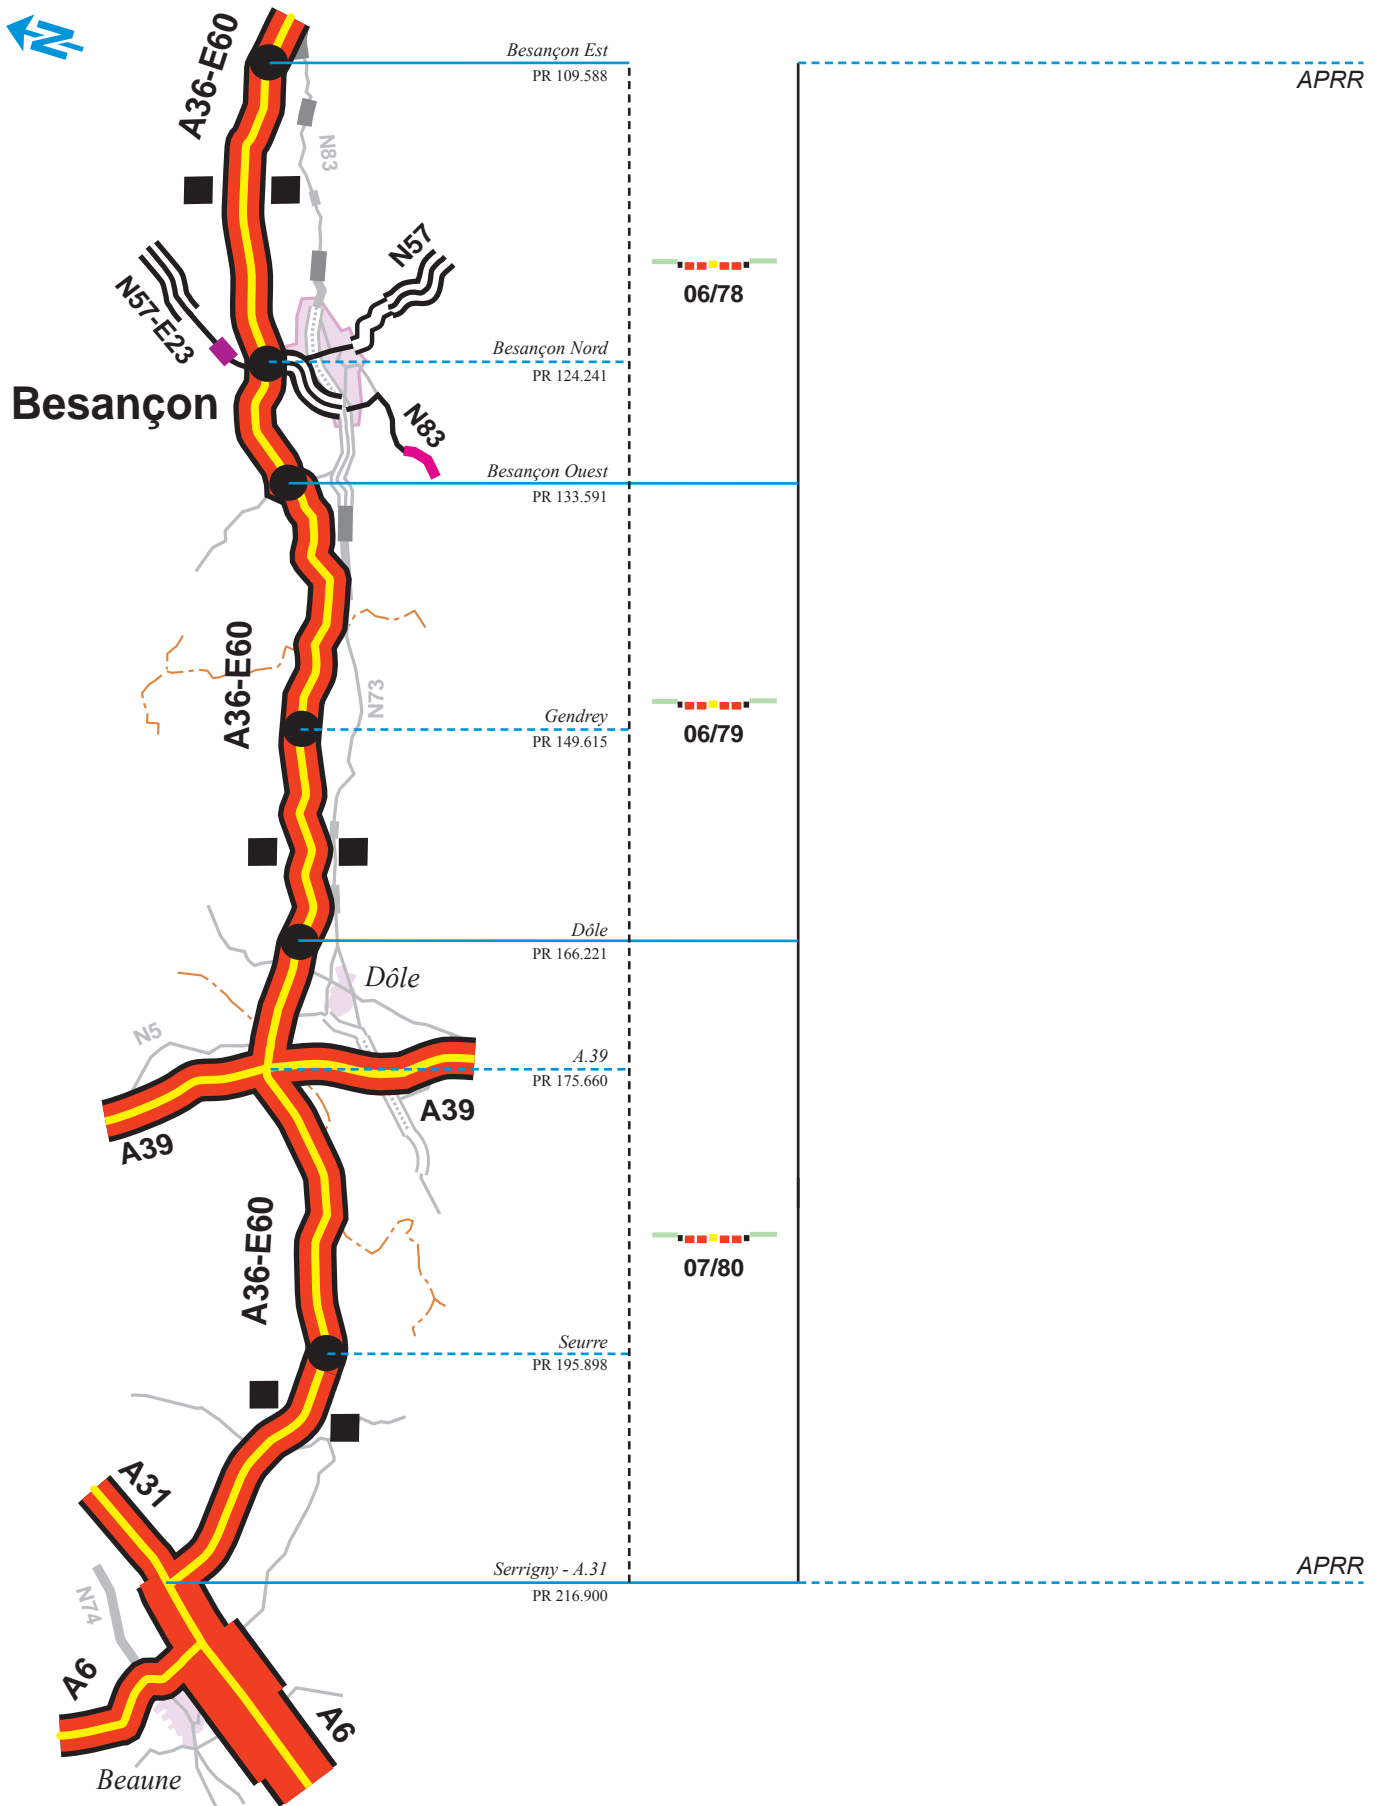 N
A36-E60
Besançon Est
PR 109.588
APRR
N83
N57
N57-E23
06/78
Besançon Nord
PR 124.241
Besançon
N83
Besançon Ouest
PR 133.591
A36-E60
N73
Gendrey
PR 149.615
06/79
Dôle
PR 166.221
Dôle
N5
A.39
PR 175.660
A39
A39
A36-E60
07/80
Seurre
PR 195.898
A31
Serrigny - A.31
PR 216.900
APRR
N74
A6
A6
Beaune